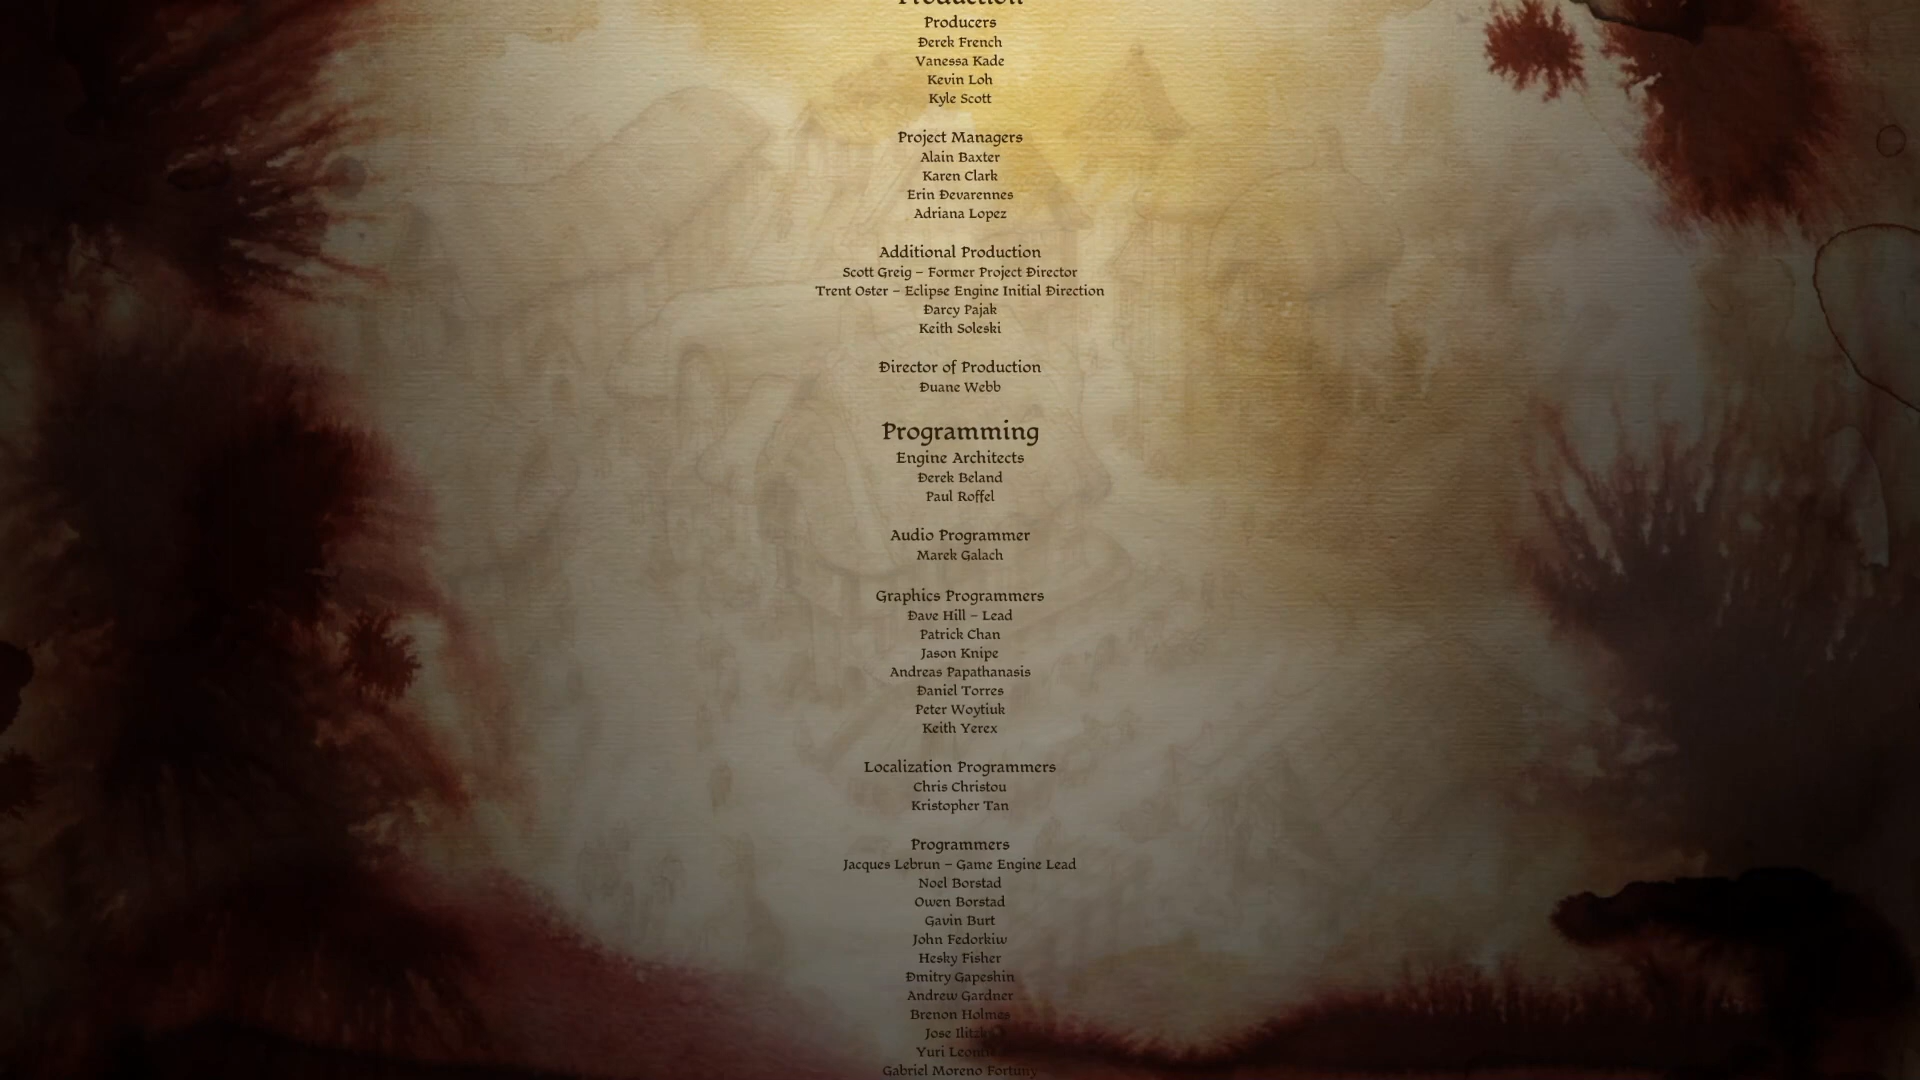 Production
Producers
Derek French
Vanessa Kade
Kevin Loh
Kyle Scott
Project Managers
Alain Baxter
Karen Clark
Erin Devarennes
Adriana Lopez
Additional Production
Scott Greig – Former Project Director
Trent Oster – Eclipse Engine Initial Direction
Darcy Pajak
Keith Soleski
Director of Production
Duane Webb
Programming
Engine Architects
Derek Beland
Paul Roffel
Audio Programmer
Marek Galach
Graphics Programmers
Dave Hill – Lead
Patrick Chan
Jason Knipe
Andreas Papathanasis
Daniel Torres
Peter Woytiuk
Keith Yerex
Localization Programmers
Chris Christou
Kristopher Tan
Programmers
Jacques Lebrun – Game Engine Lead
Noel Borstad
Owen Borstad
Gavin Burt
John Fedorkiw
Hesky Fisher
Dmitry Gapeshin
Andrew Gardner
Brenon Holmes
Jose
Yuri
Gabriel Moreno Fortuny